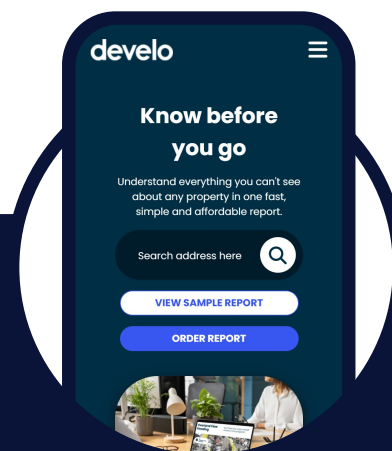 develo
Know before
you go
Understand everything you can't see
about any property in one fast,
simple and affordable report.
Search address here
VIEW SAMPLE REPORT
ORDER REPORT